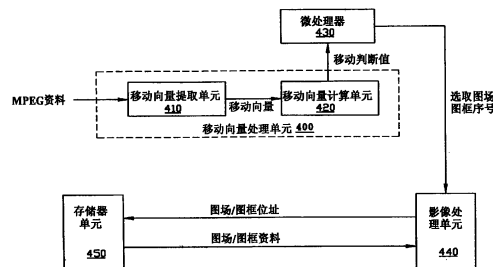 微处理器
430
移动判断值
MPEG资料
移动向量提取单元
410
移动向量
移动向量计算单元
420
移动向量处理单元 400
选取图场
图框序号
存储器
单元
450
图场/图框位址
图场/图框资料
影像处
理单元
440